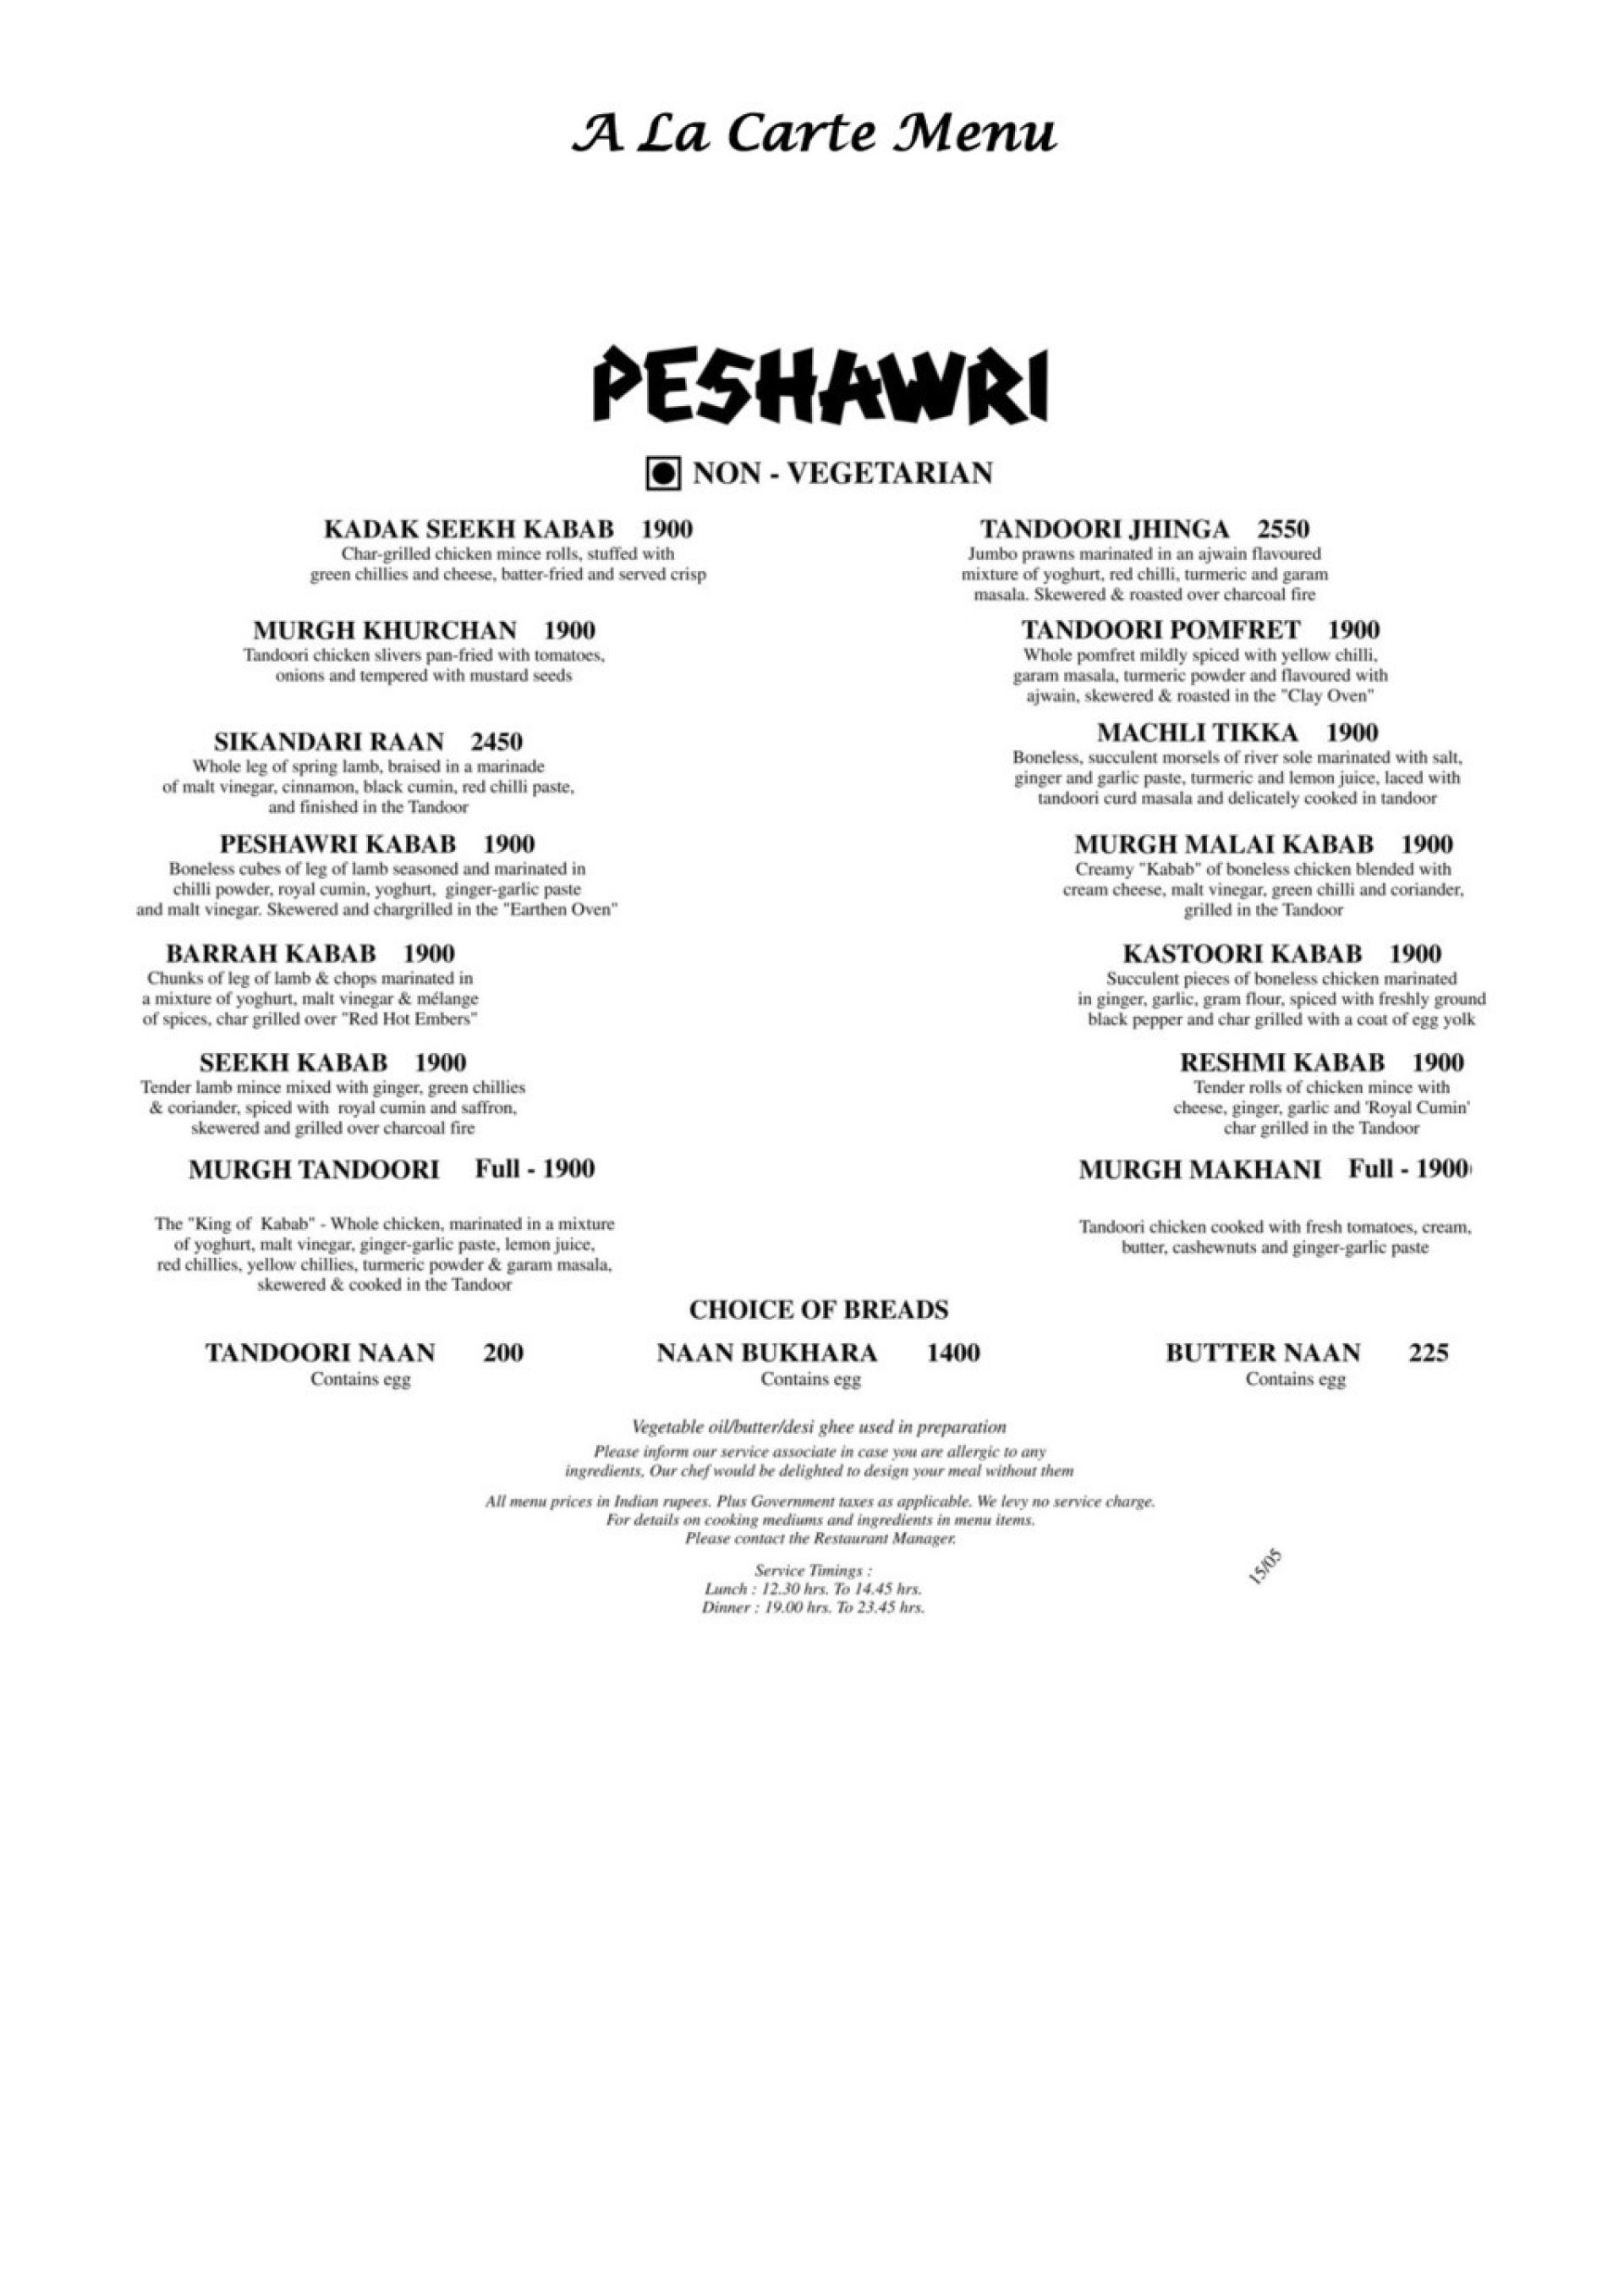 A La Carte Menu
PESHAWRI
NON - VEGETARIAN
KADAK SEEKH KABAB 1900
Char-grilled chicken mince rolls, stuffed with
green chillies and cheese, batter-fried and served crisp
TANDOORI JHINGA 2550
Jumbo prawns marinated in an ajwain flavoured
mixture of yoghurt, red chilli, turmeric and garam
masala. Skewered & roasted over charcoal fire
MURGH KHURCHAN 1900
Tandoori chicken slivers pan-fried with tomatoes,
onions and tempered with mustard seeds
TANDOORI POMFRET 1900
Whole pomfret mildly spiced with yellow chilli,
garam masala, turmeric powder and flavoured with
ajwain, skewered & roasted in the "Clay Oven"
SIKANDARI RAAN 2450
Whole leg of spring lamb, braised in a marinade
of malt vinegar, cinnamon, black cumin, red chilli paste,
and finished in the Tandoor
MACHLI TIKKA 1900
Boneless, succulent morsels of river sole marinated with salt,
ginger and garlic paste, turmeric and lemon juice, laced with
tandoori curd masala and delicately cooked in tandoor
PESHAWRI KABAB 1900
Boneless cubes of leg of lamb seasoned and marinated in
chilli powder, royal cumin, yoghurt, ginger-garlic paste
and malt vinegar. Skewered and chargrilled in the "Earthen Oven"
MURGH MALAI KABAB 1900
Creamy "Kabab" of boneless chicken blended with
cream cheese, malt vinegar, green chilli and coriander,
grilled in the Tandoor
BARRAH KABAB 1900
Chunks of leg of lamb & chops marinated in
a mixture of yoghurt, malt vinegar & mélange
of spices, char grilled over "Red Hot Embers"
KASTOORI KABAB 1900
Succulent pieces of boneless chicken marinated
in ginger, garlic, gram flour, spiced with freshly ground
black pepper and char grilled with a coat of egg yolk
SEEKH KABAB 1900
Tender lamb mince mixed with ginger, green chillies
& coriander, spiced with royal cumin and saffron,
skewered and grilled over charcoal fire
RESHMI KABAB 1900
Tender rolls of chicken mince with
cheese, ginger, garlic and 'Royal Cumin'
char grilled in the Tandoor
MURGH TANDOORI Full - 1900
The "King of Kabab" - Whole chicken, marinated in a mixture
of yoghurt, malt vinegar, ginger-garlic paste, lemon juice,
red chillies, yellow chillies, turmeric powder & garam masala,
skewered & cooked in the Tandoor
MURGH MAKHANI Full - 1900
Tandoori chicken cooked with fresh tomatoes, cream,
butter, cashewnuts and ginger-garlic paste
CHOICE OF BREADS
TANDOORI NAAN 200
Contains egg
NAAN BUKHARA 1400
Contains egg
BUTTER NAAN 225
Contains egg
Vegetable oil/butter/desi ghee used in preparation
Please inform our service associate in case you are allergic to any
ingredients, Our chef would be delighted to design your meal without them
All menu prices in Indian rupees. Plus Government taxes as applicable. We levy no service charge.
For details on cooking mediums and ingredients in menu items.
Please contact the Restaurant Manager.
Service Timings :
Lunch : 12.30 hrs. To 14.45 hrs.
Dinner : 19.00 hrs. To 23.45 hrs.
15/05